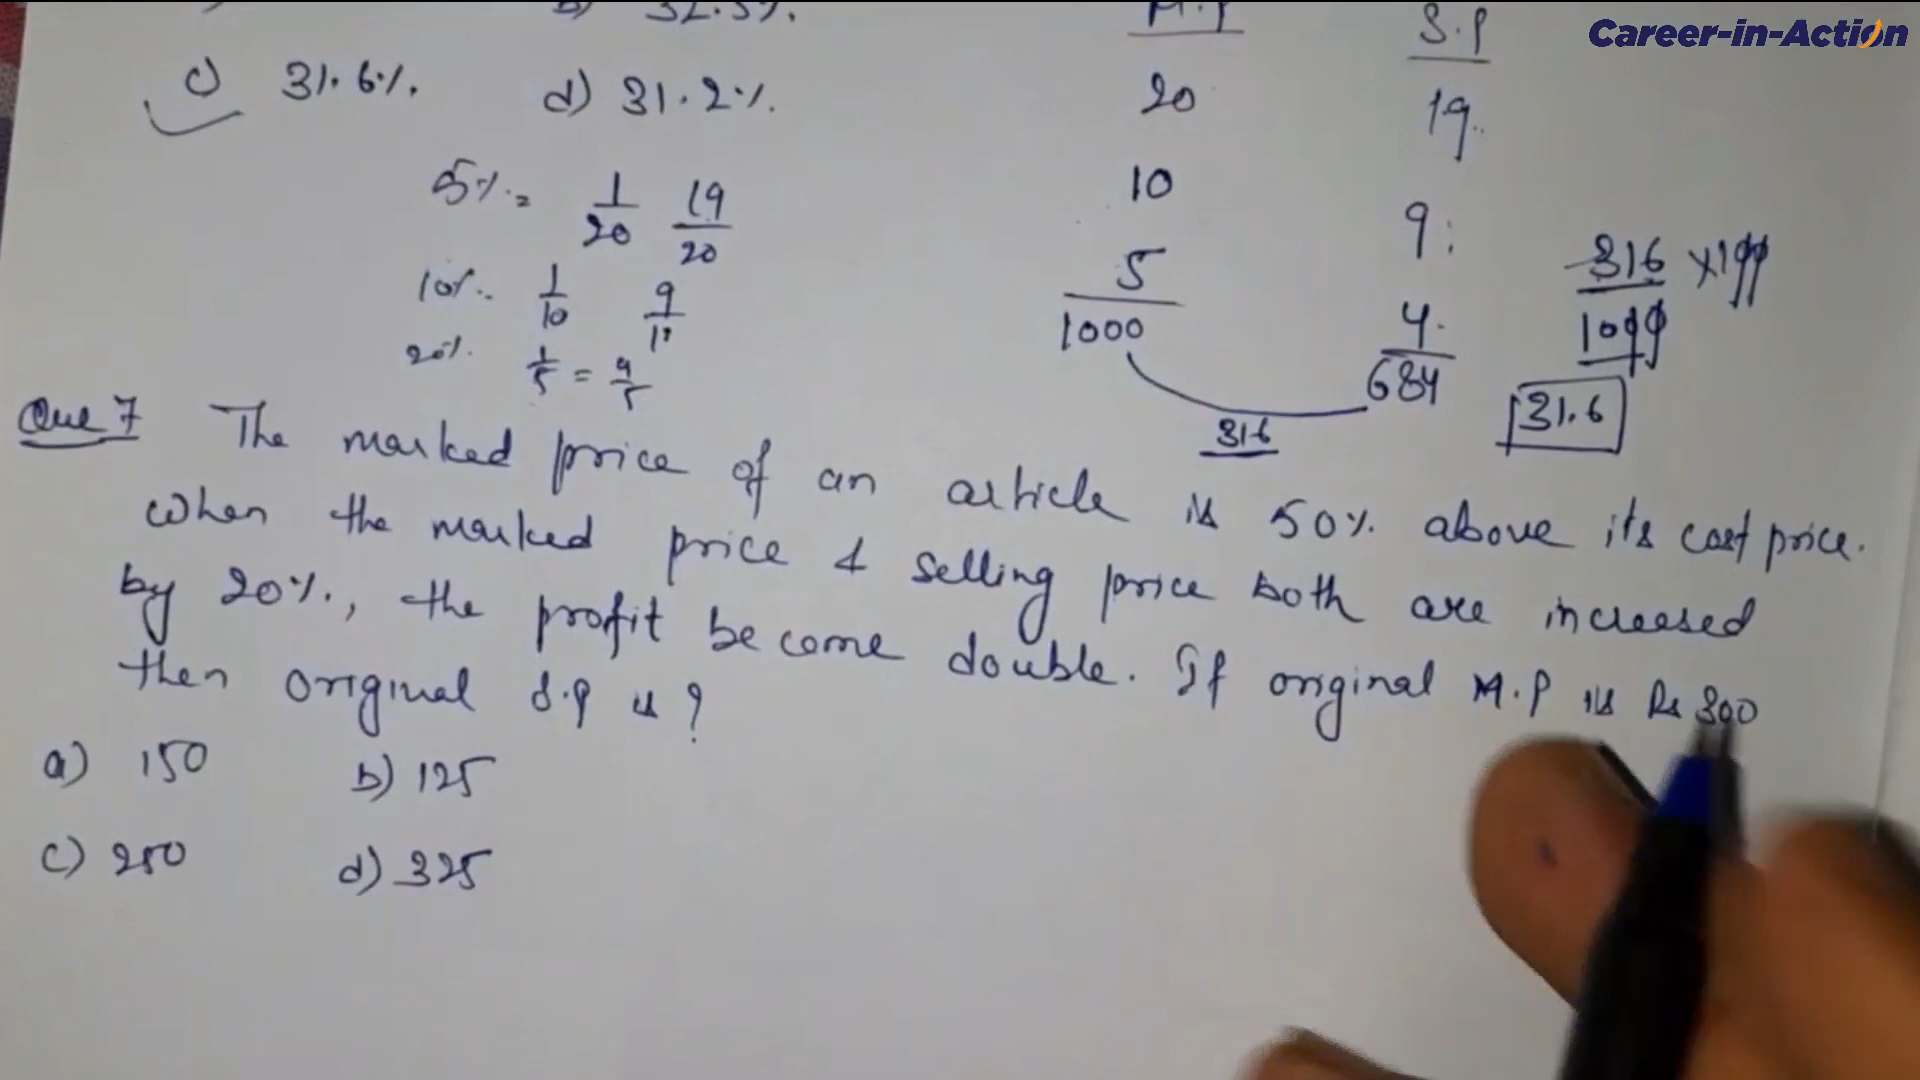 b) 32.5%.
M.P
S.P
Career-in-Action
c) 31.6%.
d) 31.2%.
20
19.
5%. =
1/20
19/20
10
9.
316/1000 ×100
10%.
1/10
9/10
5
4.
1000
684
20%.
1/5 = 4/5
316
31.6
Que 7 The marked price of an article is 50% above its cost price.
When the marked price & selling price both are increased
by 20%., the profit become double. If original M.P is Rs 300
then original S.P is ?
a) 150
b) 125
c) 250
d) 325